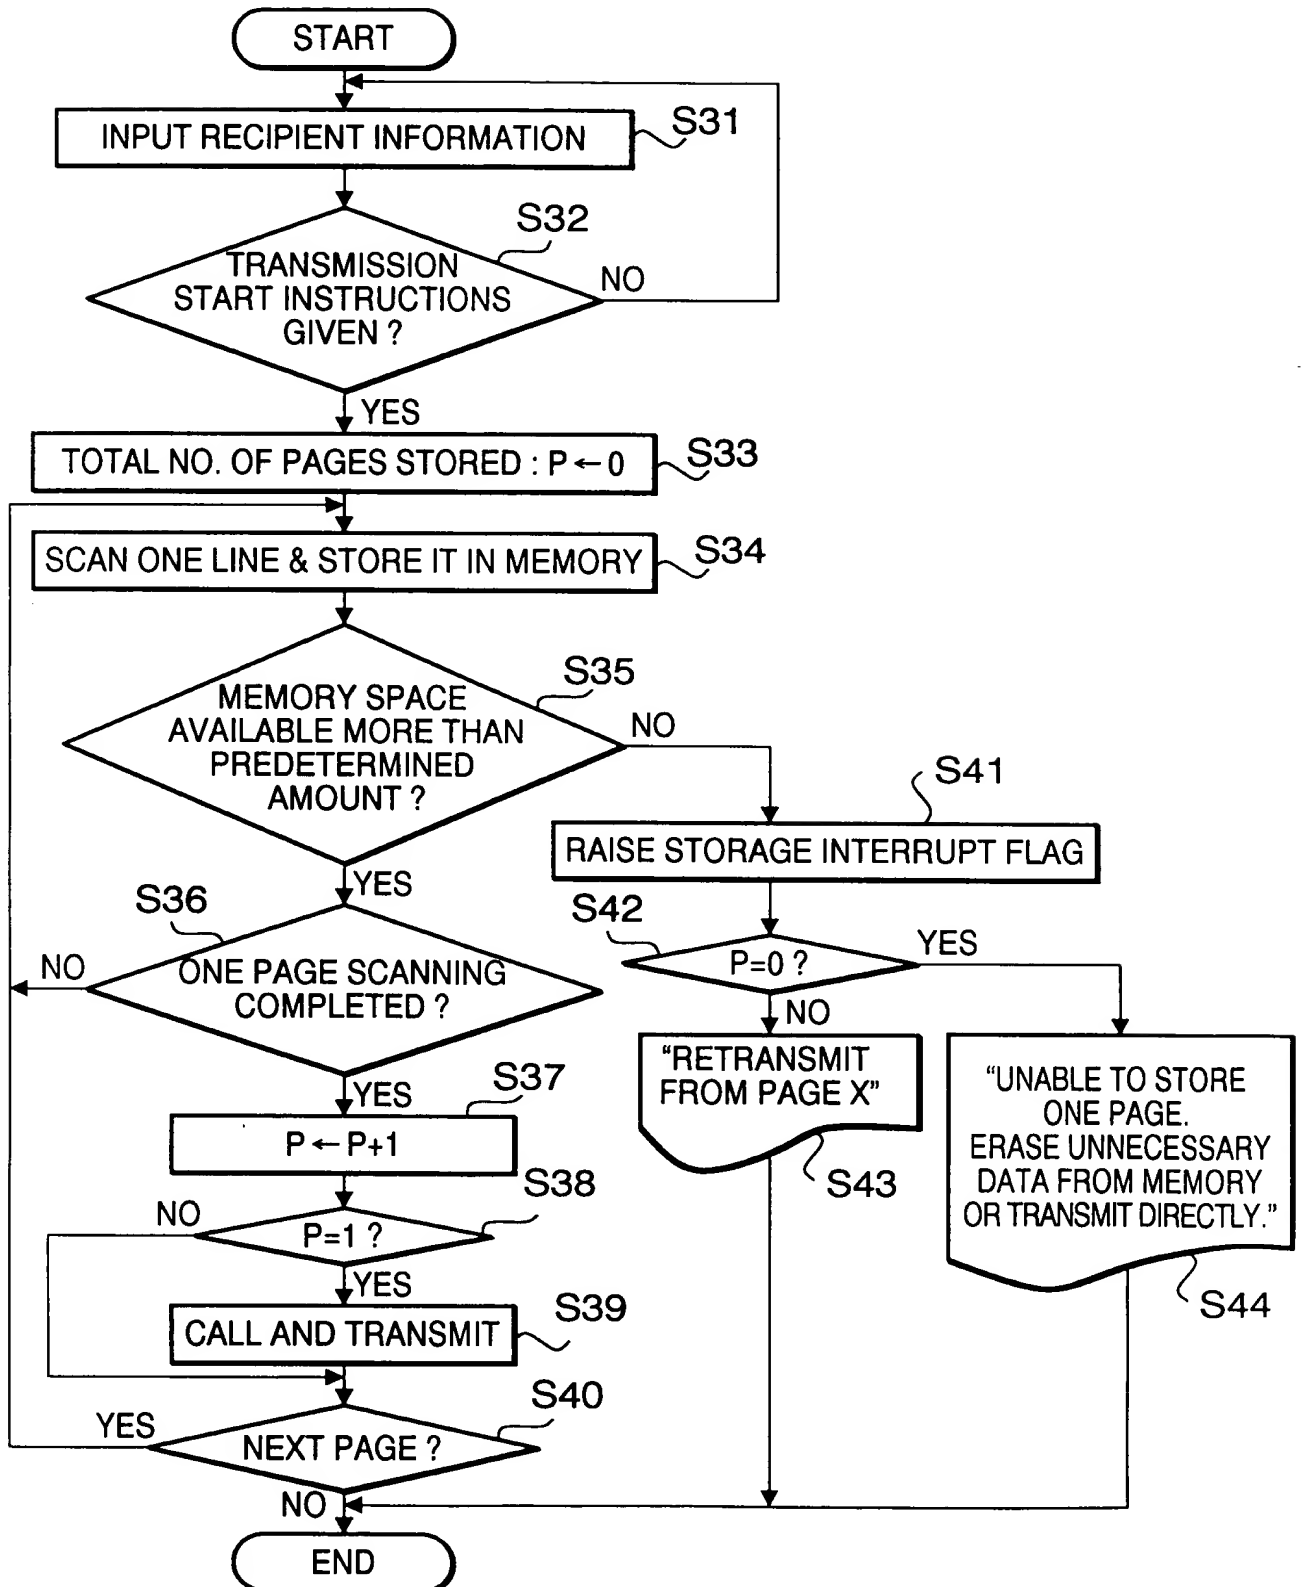 START
INPUT RECIPIENT INFORMATION
S31
S32
TRANSMISSION
START INSTRUCTIONS
GIVEN ?
NO
YES
TOTAL NO. OF PAGES STORED : P ← 0
S33
SCAN ONE LINE & STORE IT IN MEMORY
S34
S35
MEMORY SPACE
AVAILABLE MORE THAN
PREDETERMINED
AMOUNT ?
NO
YES
S41
RAISE STORAGE INTERRUPT FLAG
S36
ONE PAGE SCANNING
COMPLETED ?
NO
YES
S42
P=0 ?
YES
NO
"RETRANSMIT
FROM PAGE X"
S43
"UNABLE TO STORE
ONE PAGE.
ERASE UNNECESSARY
DATA FROM MEMORY
OR TRANSMIT DIRECTLY."
S44
S37
P ← P+1
S38
P=1 ?
NO
YES
S39
CALL AND TRANSMIT
S40
NEXT PAGE ?
YES
NO
END